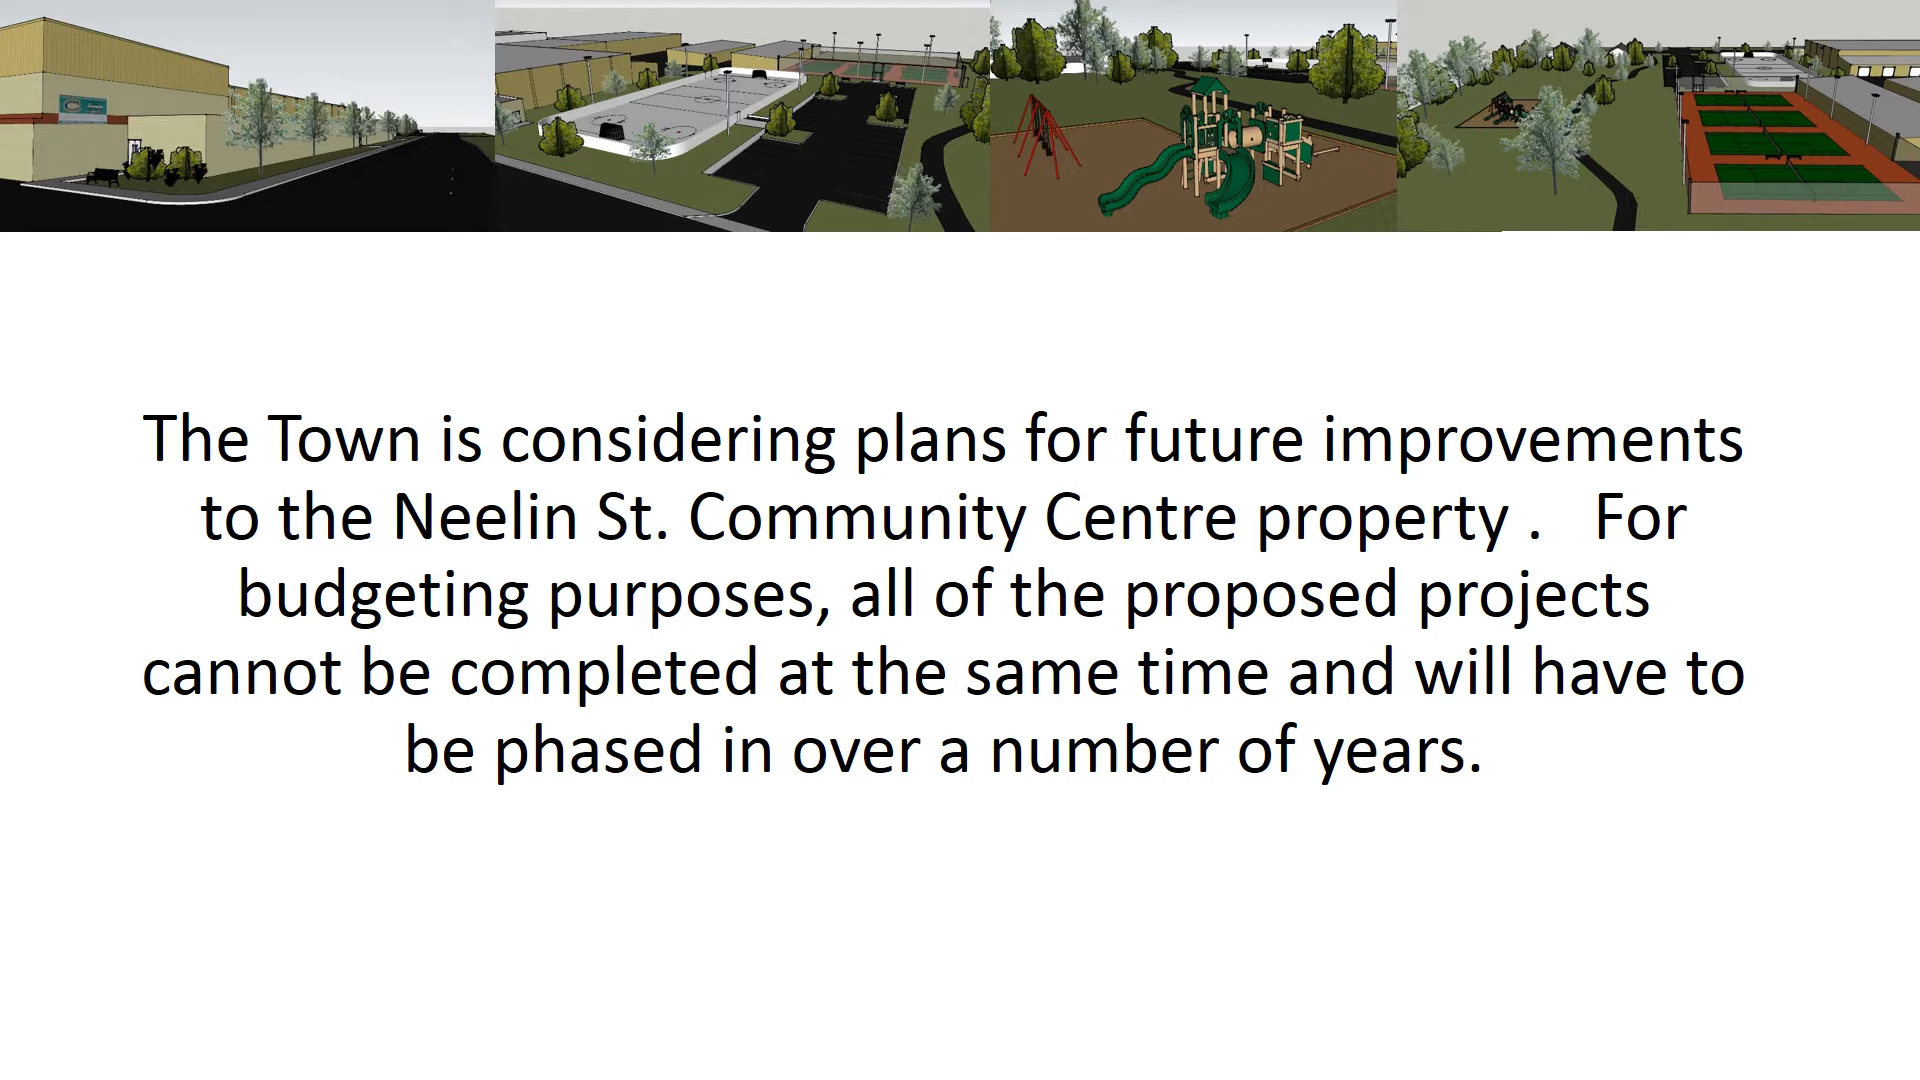 The Town is considering plans for future improvements
to the Neelin St. Community Centre property .   For
budgeting purposes, all of the proposed projects
cannot be completed at the same time and will have to
be phased in over a number of years.